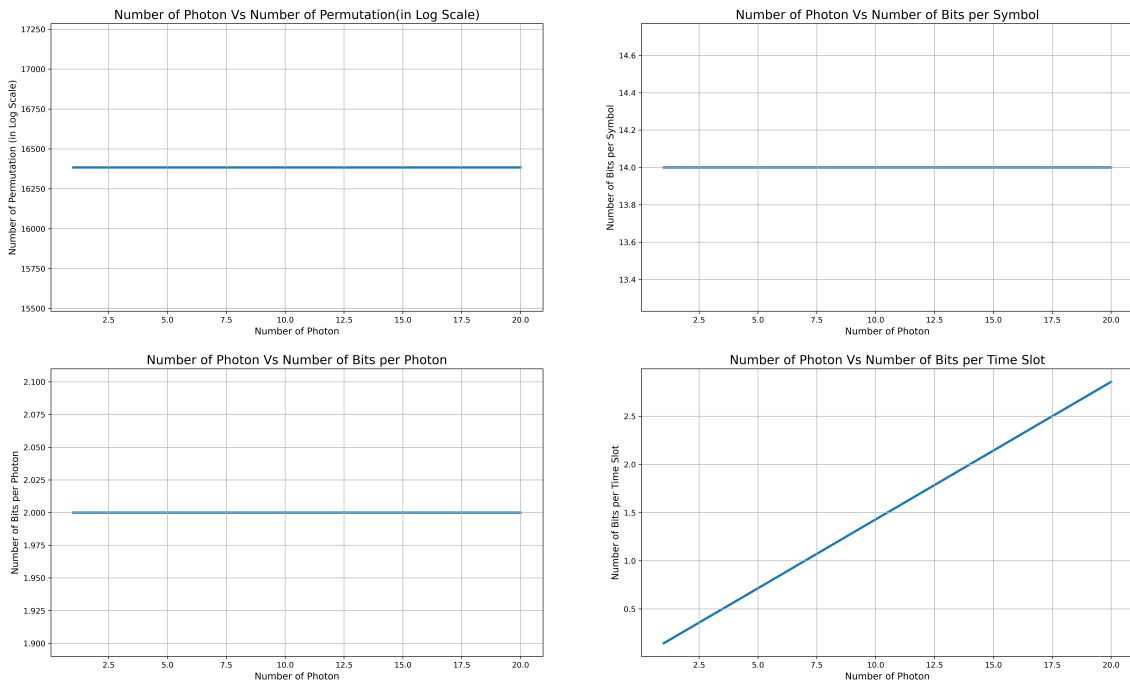 Number of Photon Vs Number of Permutation(in Log Scale)
Number of Permutation (in Log Scale)
17250
17000
16750
16500
16250
16000
15750
15500
2.5 5.0 7.5 10.0 12.5 15.0 17.5 20.0
Number of Photon
Number of Photon Vs Number of Bits per Symbol
Number of Bits per Symbol
14.6
14.4
14.2
14.0
13.8
13.6
13.4
2.5 5.0 7.5 10.0 12.5 15.0 17.5 20.0
Number of Photon
Number of Photon Vs Number of Bits per Photon
Number of Bits per Photon
2.100
2.075
2.050
2.025
2.000
1.975
1.950
1.925
1.900
2.5 5.0 7.5 10.0 12.5 15.0 17.5 20.0
Number of Photon
Number of Photon Vs Number of Bits per Time Slot
Number of Bits per Time Slot
2.5
2.0
1.5
1.0
0.5
2.5 5.0 7.5 10.0 12.5 15.0 17.5 20.0
Number of Photon